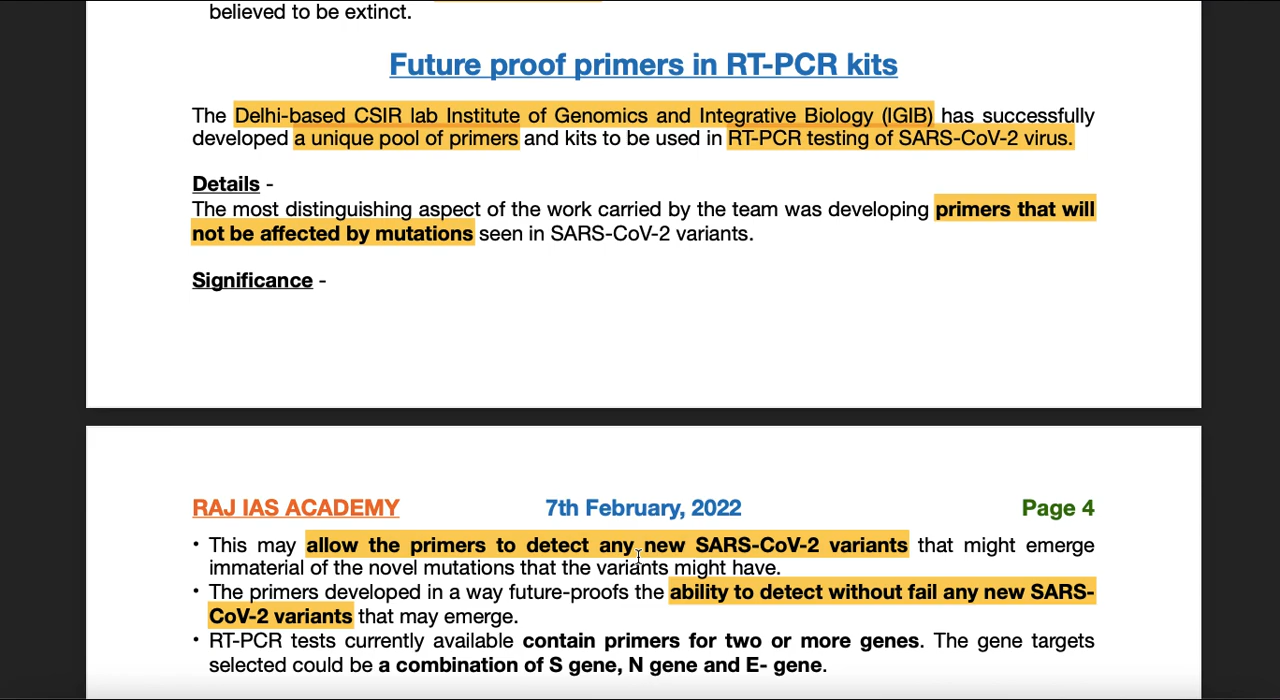 believed to be extinct.
Future proof primers in RT-PCR kits
The Delhi-based CSIR lab Institute of Genomics and Integrative Biology (IGIB) has successfully
developed a unique pool of primers and kits to be used in RT-PCR testing of SARS-CoV-2 virus.
Details -
The most distinguishing aspect of the work carried by the team was developing primers that will
not be affected by mutations seen in SARS-CoV-2 variants.
Significance -
RAJ IAS ACADEMY 7th February, 2022 Page 4
• This may allow the primers to detect any new SARS-CoV-2 variants that might emerge
immaterial of the novel mutations that the variants might have.
• The primers developed in a way future-proofs the ability to detect without fail any new SARS-
CoV-2 variants that may emerge.
• RT-PCR tests currently available contain primers for two or more genes. The gene targets
selected could be a combination of S gene, N gene and E- gene.